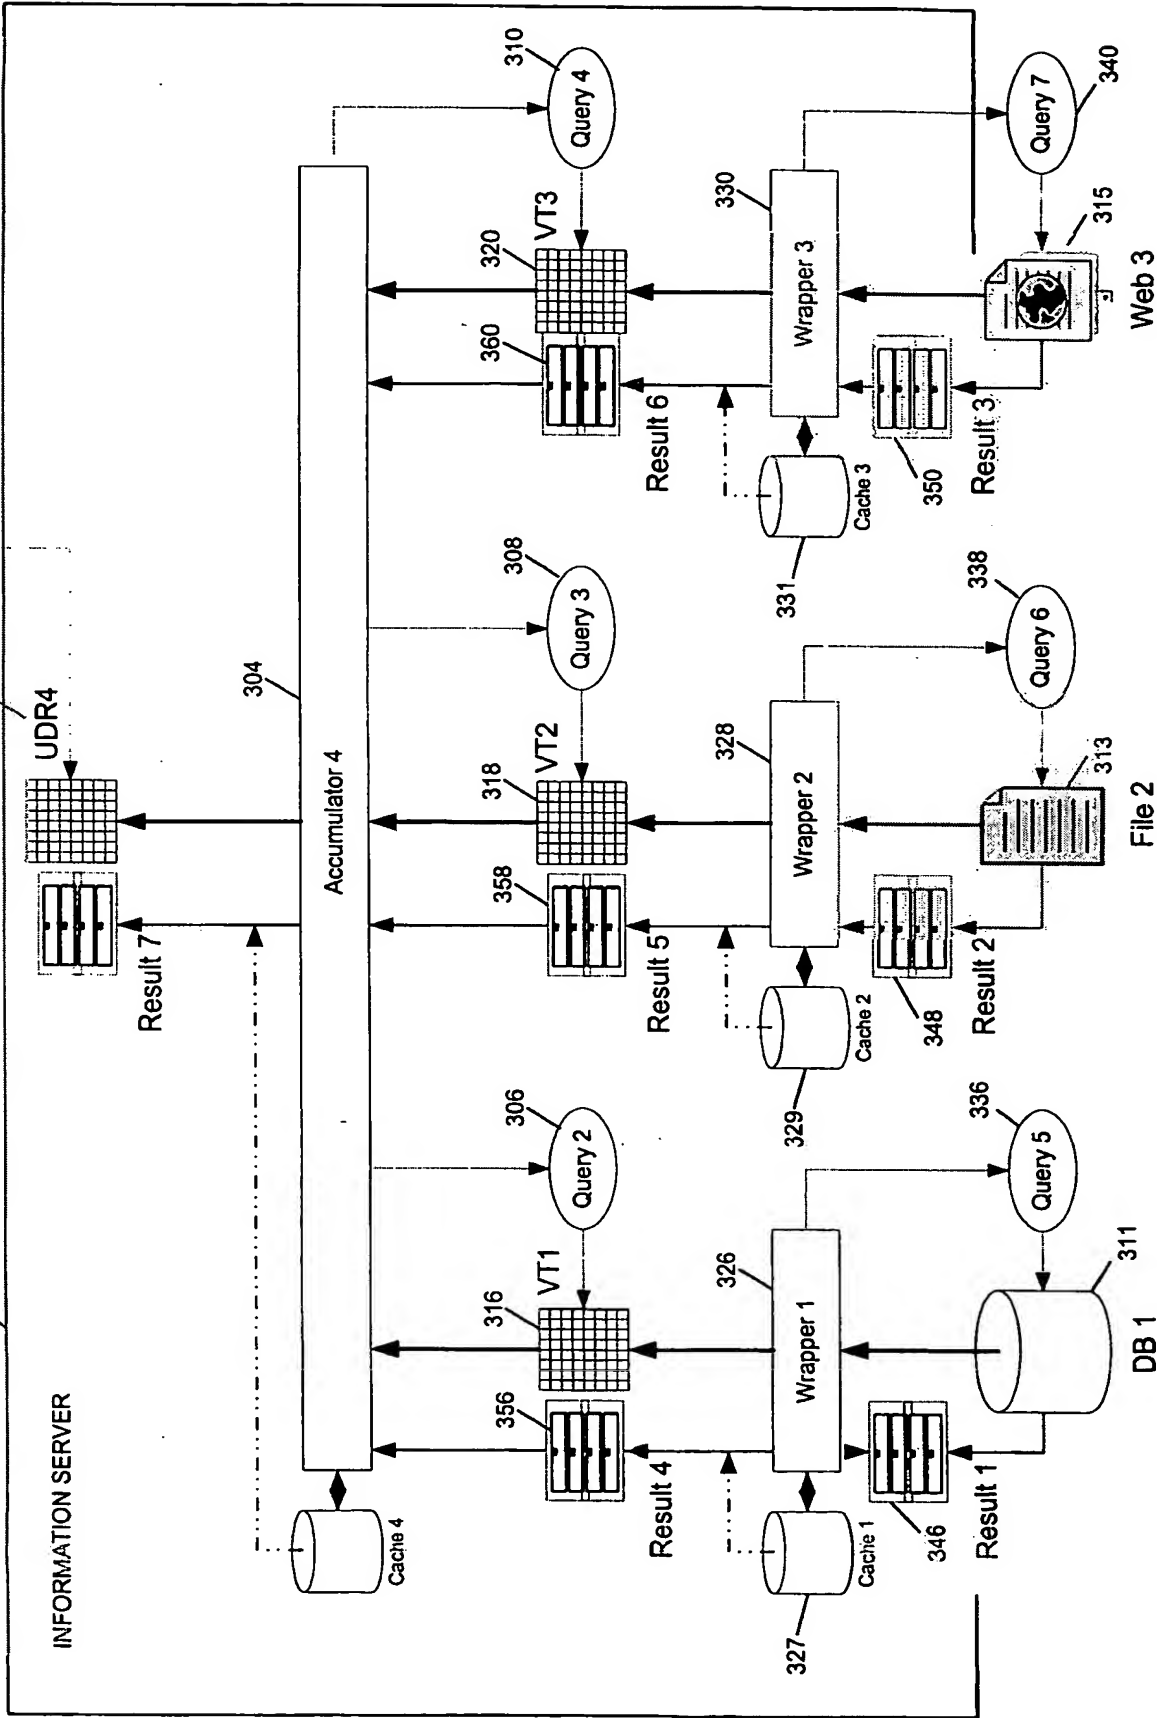 INFORMATION SERVER
UDR4
Result 7
304
Accumulator 4
Cache 4
306
Query 2
308
Query 3
310
Query 4
VT1
316
356
Result 4
VT2
318
358
Result 5
VT3
320
360
Result 6
326
Wrapper 1
Cache 1
327
328
Wrapper 2
Cache 2
329
330
Wrapper 3
Cache 3
331
336
Query 5
338
Query 6
340
Query 7
346
Result 1
311
DB 1
348
Result 2
313
File 2
350
Result 3
315
Web 3